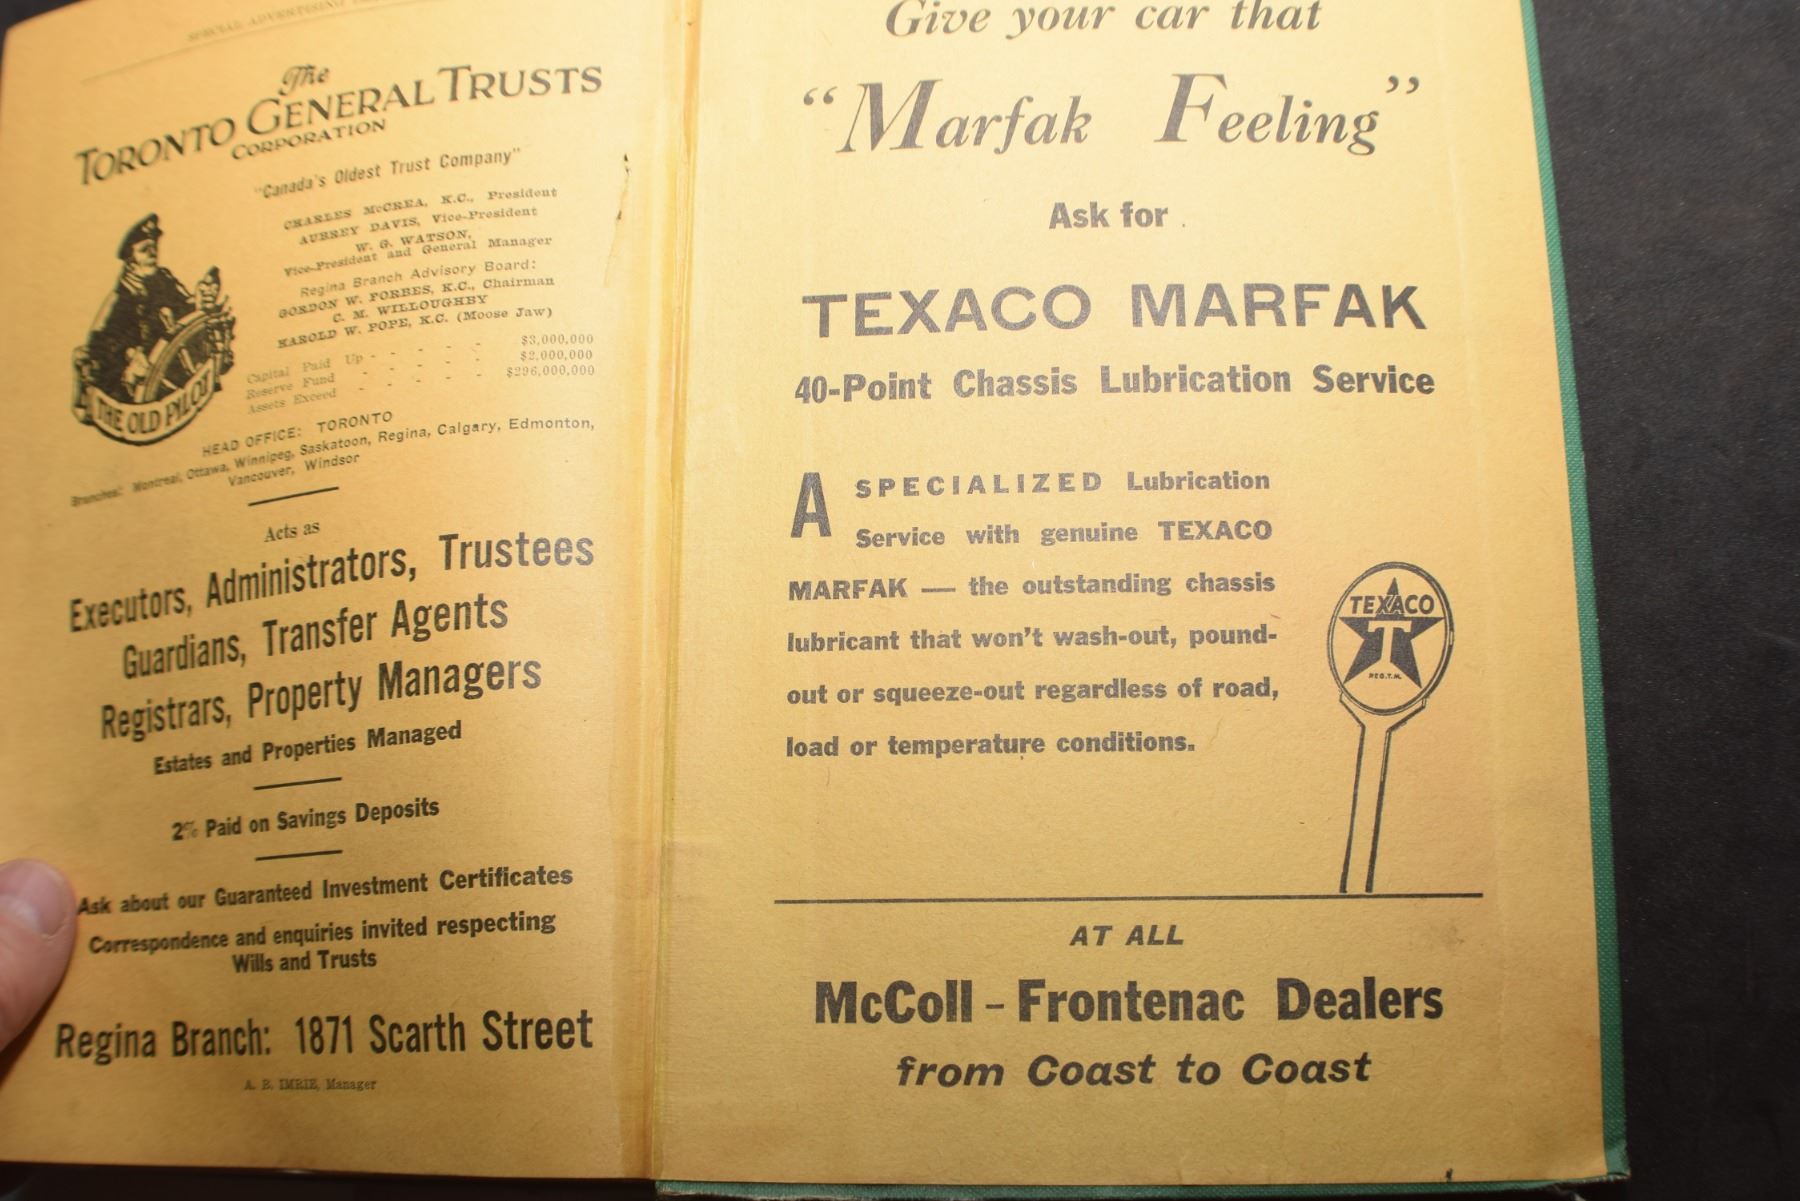 SPECIAL ADVERTISING
The
TORONTO GENERAL TRUSTS
CORPORATION
"Canada's Oldest Trust Company"
CHARLES McCREA, K.C., President
AUBREY DAVIS, Vice-President
W. G. WATSON,
Vice-President and General Manager
Regina Branch Advisory Board:
GORDON W. FORBES, K.C., Chairman
C. M. WILLOUGHBY
HAROLD W. POPE, K.C. (Moose Jaw)
Capital Paid Up - - - - - $3,000,000
Reserve Fund - - - - - $2,000,000
Assets Exceed - - - - - $296,000,000
THE OLD PILOT
HEAD OFFICE: TORONTO
Branches: Montreal, Ottawa, Winnipeg, Saskatoon, Regina, Calgary, Edmonton,
Vancouver, Windsor
Acts as
Executors, Administrators, Trustees
Guardians, Transfer Agents
Registrars, Property Managers
Estates and Properties Managed
2% Paid on Savings Deposits
Ask about our Guaranteed Investment Certificates
Correspondence and enquiries invited respecting
Wills and Trusts
Regina Branch: 1871 Scarth Street
A. B. IMRIE, Manager
Give your car that
"Marfak Feeling"
Ask for
TEXACO MARFAK
40-Point Chassis Lubrication Service
A SPECIALIZED Lubrication
Service with genuine TEXACO
MARFAK — the outstanding chassis
lubricant that won't wash-out, pound-
out or squeeze-out regardless of road,
load or temperature conditions.
TEXACO
T
REG. T.M.
AT ALL
McColl - Frontenac Dealers
from Coast to Coast